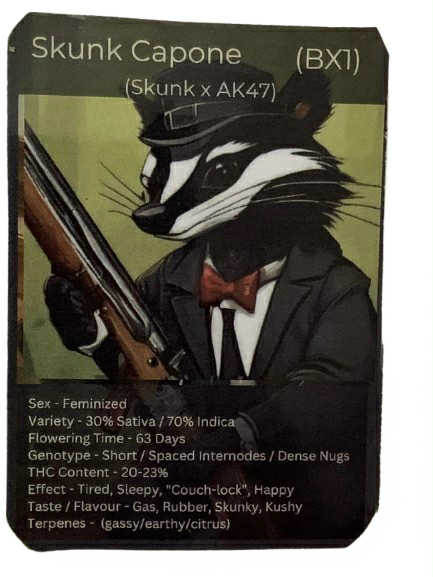 Skunk Capone (BX1)
(Skunk x AK47)
Sex - Feminized
Variety - 30% Sativa / 70% Indica
Flowering Time - 63 Days
Genotype - Short / Spaced Internodes / Dense Nugs
THC Content - 20-23%
Effect - Tired, Sleepy, "Couch-lock", Happy
Taste / Flavour - Gas, Rubber, Skunky, Kushy
Terpenes - (gassy/earthy/citrus)